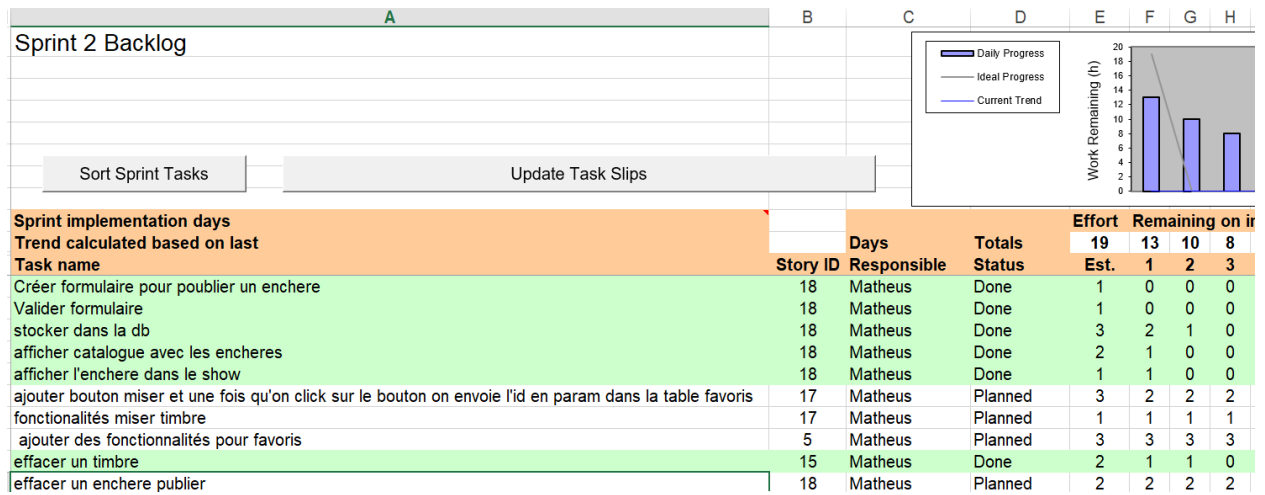 A B C D E F G H
Sprint 2 Backlog
Daily Progress
Ideal Progress
Current Trend
Work Remaining (h)
20
18
16
14
12
10
8
6
4
2
0
Sort Sprint Tasks Update Task Slips
Sprint implementation days Effort Remaining on i
Trend calculated based on last Days Totals 19 13 10 8
Task name Story ID Responsible Status Est. 1 2 3
Créer formulaire pour poublier un enchere 18 Matheus Done 1 0 0 0
Valider formulaire 18 Matheus Done 1 0 0 0
stocker dans la db 18 Matheus Done 3 2 1 0
afficher catalogue avec les encheres 18 Matheus Done 2 1 0 0
afficher l'enchere dans le show 18 Matheus Done 1 1 0 0
ajouter bouton miser et une fois qu'on click sur le bouton on envoie l'id en param dans la table favoris 17 Matheus Planned 3 2 2 2
fonctionalités miser timbre 17 Matheus Planned 1 1 1 1
ajouter des fonctionnalités pour favoris 5 Matheus Planned 3 3 3 3
effacer un timbre 15 Matheus Done 2 1 1 0
effacer un enchere publier 18 Matheus Planned 2 2 2 2